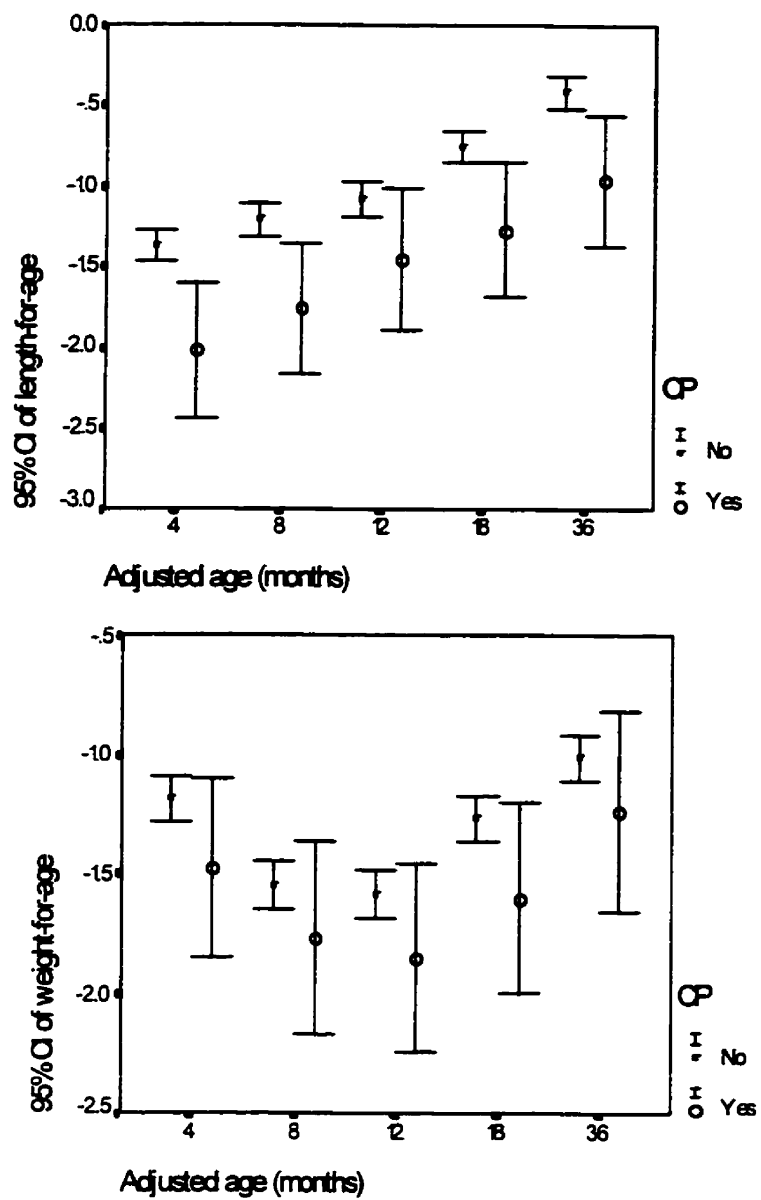 0.0
-.5
-1.0
-1.5
-2.0
-2.5
-3.0
95% CI of length-for-age
4 8 12 18 36
Adjusted age (months)
CP
No
Yes
-.5
-1.0
-1.5
-2.0
-2.5
95% CI of weight-for-age
4 8 12 18 36
Adjusted age (months)
CP
No
Yes